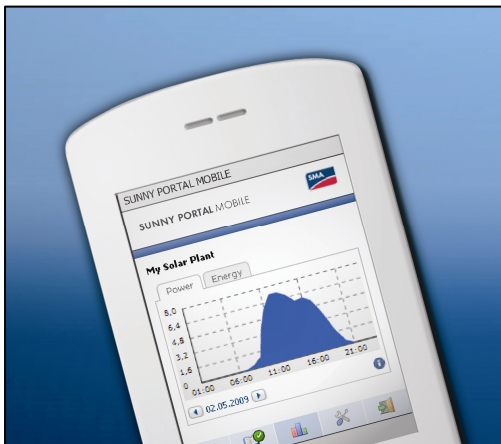 SUNNY PORTAL MOBILE
SMA
SUNNY PORTAL MOBILE
My Solar Plant
Power Energy
8,0
6,4
4,8
3,2
1,6
0
01:00 06:00 11:00 16:00 21:00
02.05.2009